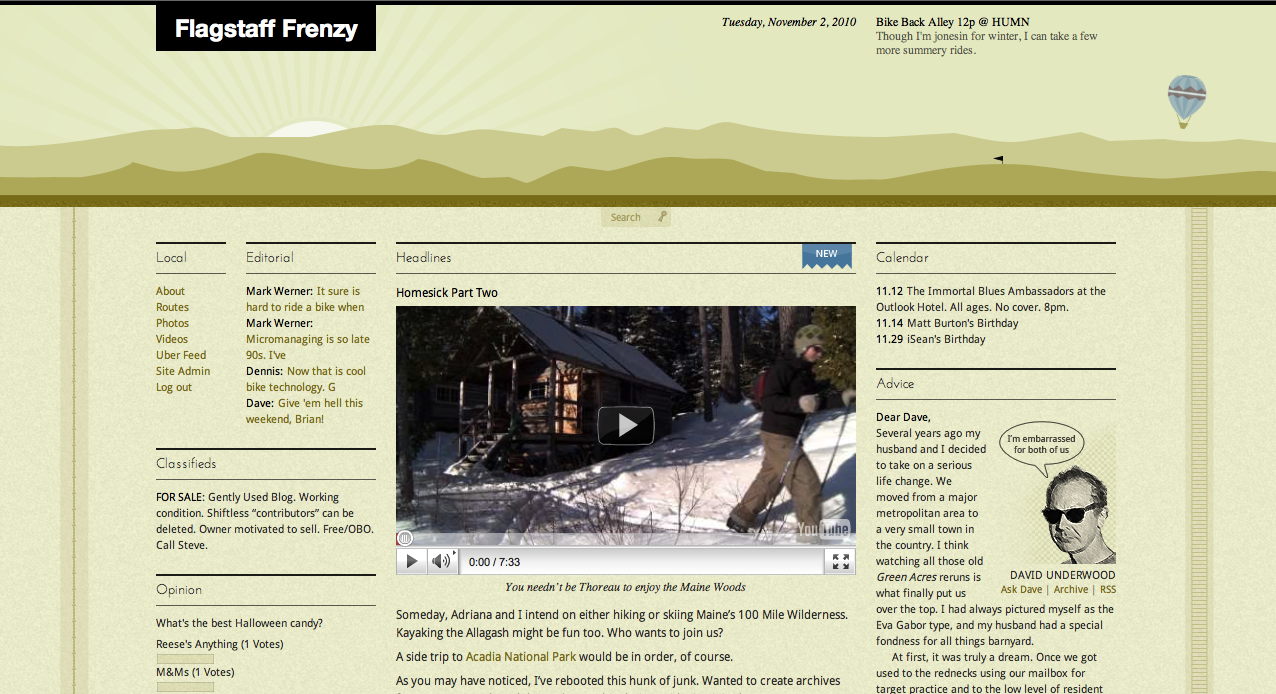 Flagstaff Frenzy
Tuesday, November 2, 2010
Bike Back Alley 12p @ HUMN
Though I'm jonesin for winter, I can take a few
more summery rides.
Search
Local
About
Routes
Photos
Videos
Uber Feed
Site Admin
Log out
Editorial
Mark Werner: It sure is
hard to ride a bike when
Mark Werner:
Micromanaging is so late
90s. I've
Dennis: Now that is cool
bike technology. G
Dave: Give 'em hell this
weekend, Brian!
Classifieds
FOR SALE: Gently Used Blog. Working
condition. Shiftless “contributors” can be
deleted. Owner motivated to sell. Free/OBO.
Call Steve.
Opinion
What's the best Halloween candy?
Reese's Anything (1 Votes)
M&Ms (1 Votes)
Headlines
NEW
Homesick Part Two
YouTube
0:00 / 7:33
You needn’t be Thoreau to enjoy the Maine Woods
Someday, Adriana and I intend on either hiking or skiing Maine’s 100 Mile Wilderness.
Kayaking the Allagash might be fun too. Who wants to join us?
A side trip to Acadia National Park would be in order, of course.
As you may have noticed, I’ve rebooted this hunk of junk. Wanted to create archives
Calendar
11.12 The Immortal Blues Ambassadors at the
Outlook Hotel. All ages. No cover. 8pm.
11.14 Matt Burton's Birthday
11.29 iSean's Birthday
Advice
Dear Dave,
Several years ago my
husband and I decided
to take on a serious
life change. We
moved from a major
metropolitan area to
a very small town in
the country. I think
watching all those old
Green Acres reruns is
what finally put us
over the top. I had always pictured myself as the
Eva Gabor type, and my husband had a special
fondness for all things barnyard.
At first, it was truly a dream. Once we got
used to the rednecks using our mailbox for
target practice and to the low level of resident
I'm embarrassed
for both of us
DAVID UNDERWOOD
Ask Dave | Archive | RSS